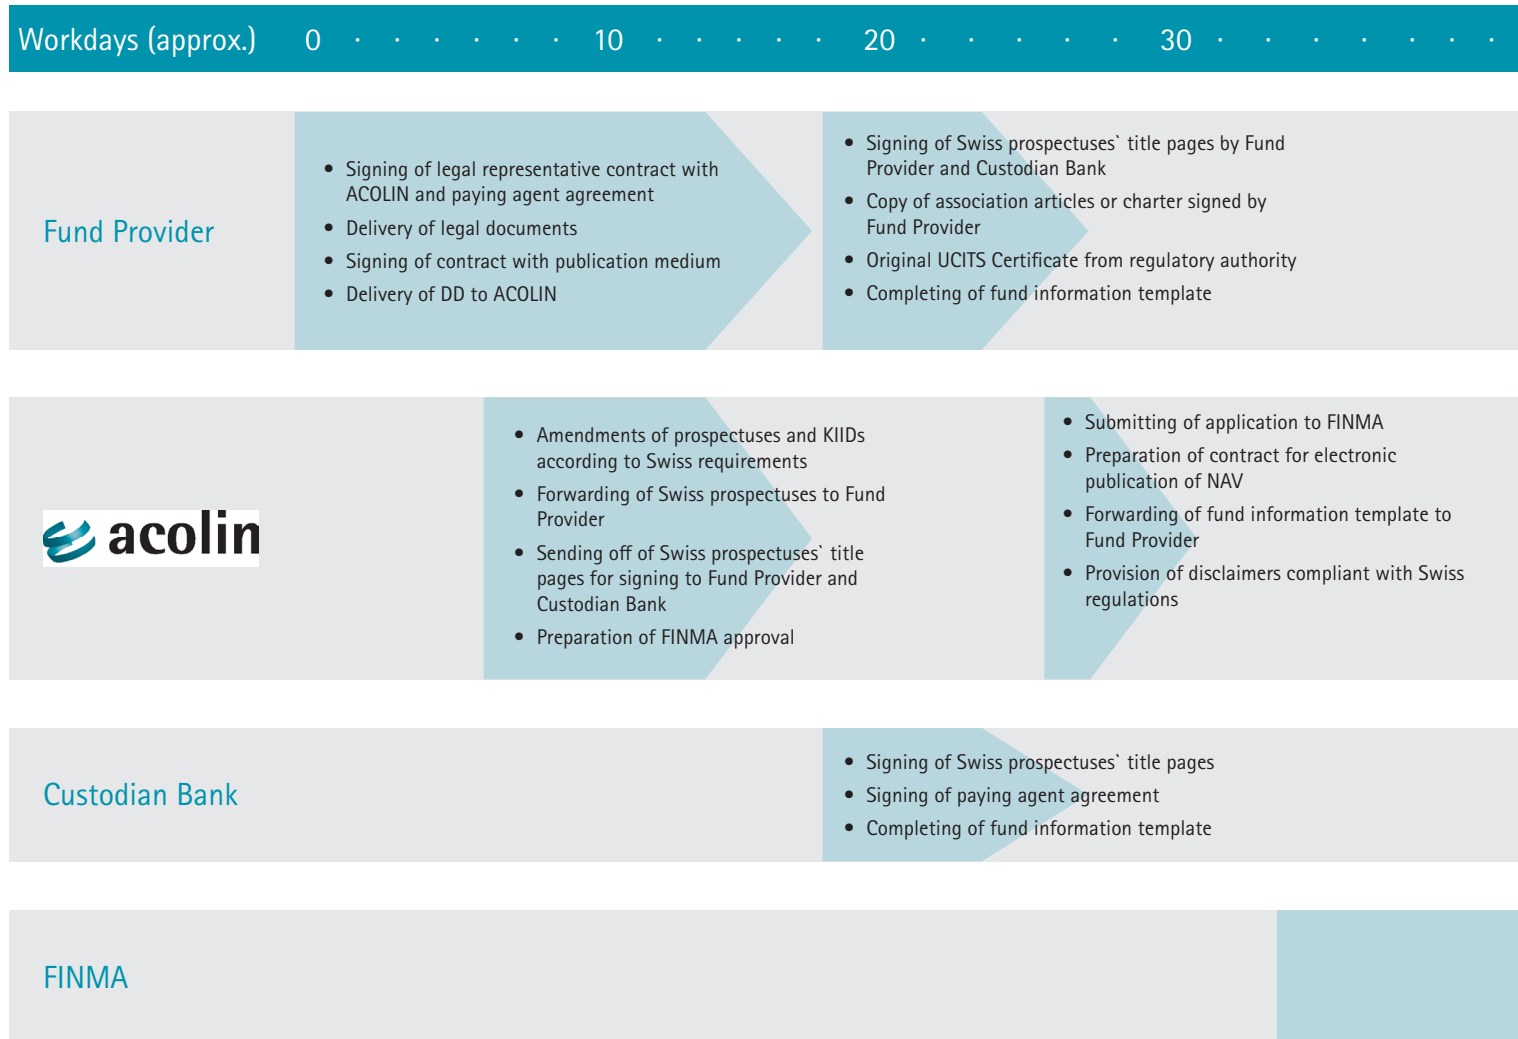 Workdays (approx.) 0 · · · · · · 10 · · · · · 20 · · · · · 30 · · · · · · ·
Fund Provider
• Signing of legal representative contract with
ACOLIN and paying agent agreement
• Delivery of legal documents
• Signing of contract with publication medium
• Delivery of DD to ACOLIN
• Signing of Swiss prospectuses` title pages by Fund
Provider and Custodian Bank
• Copy of association articles or charter signed by
Fund Provider
• Original UCITS Certificate from regulatory authority
• Completing of fund information template
acolin
• Amendments of prospectuses and KIIDs
according to Swiss requirements
• Forwarding of Swiss prospectuses to Fund
Provider
• Sending off of Swiss prospectuses` title
pages for signing to Fund Provider and
Custodian Bank
• Preparation of FINMA approval
• Submitting of application to FINMA
• Preparation of contract for electronic
publication of NAV
• Forwarding of fund information template to
Fund Provider
• Provision of disclaimers compliant with Swiss
regulations
Custodian Bank
• Signing of Swiss prospectuses` title pages
• Signing of paying agent agreement
• Completing of fund information template
FINMA